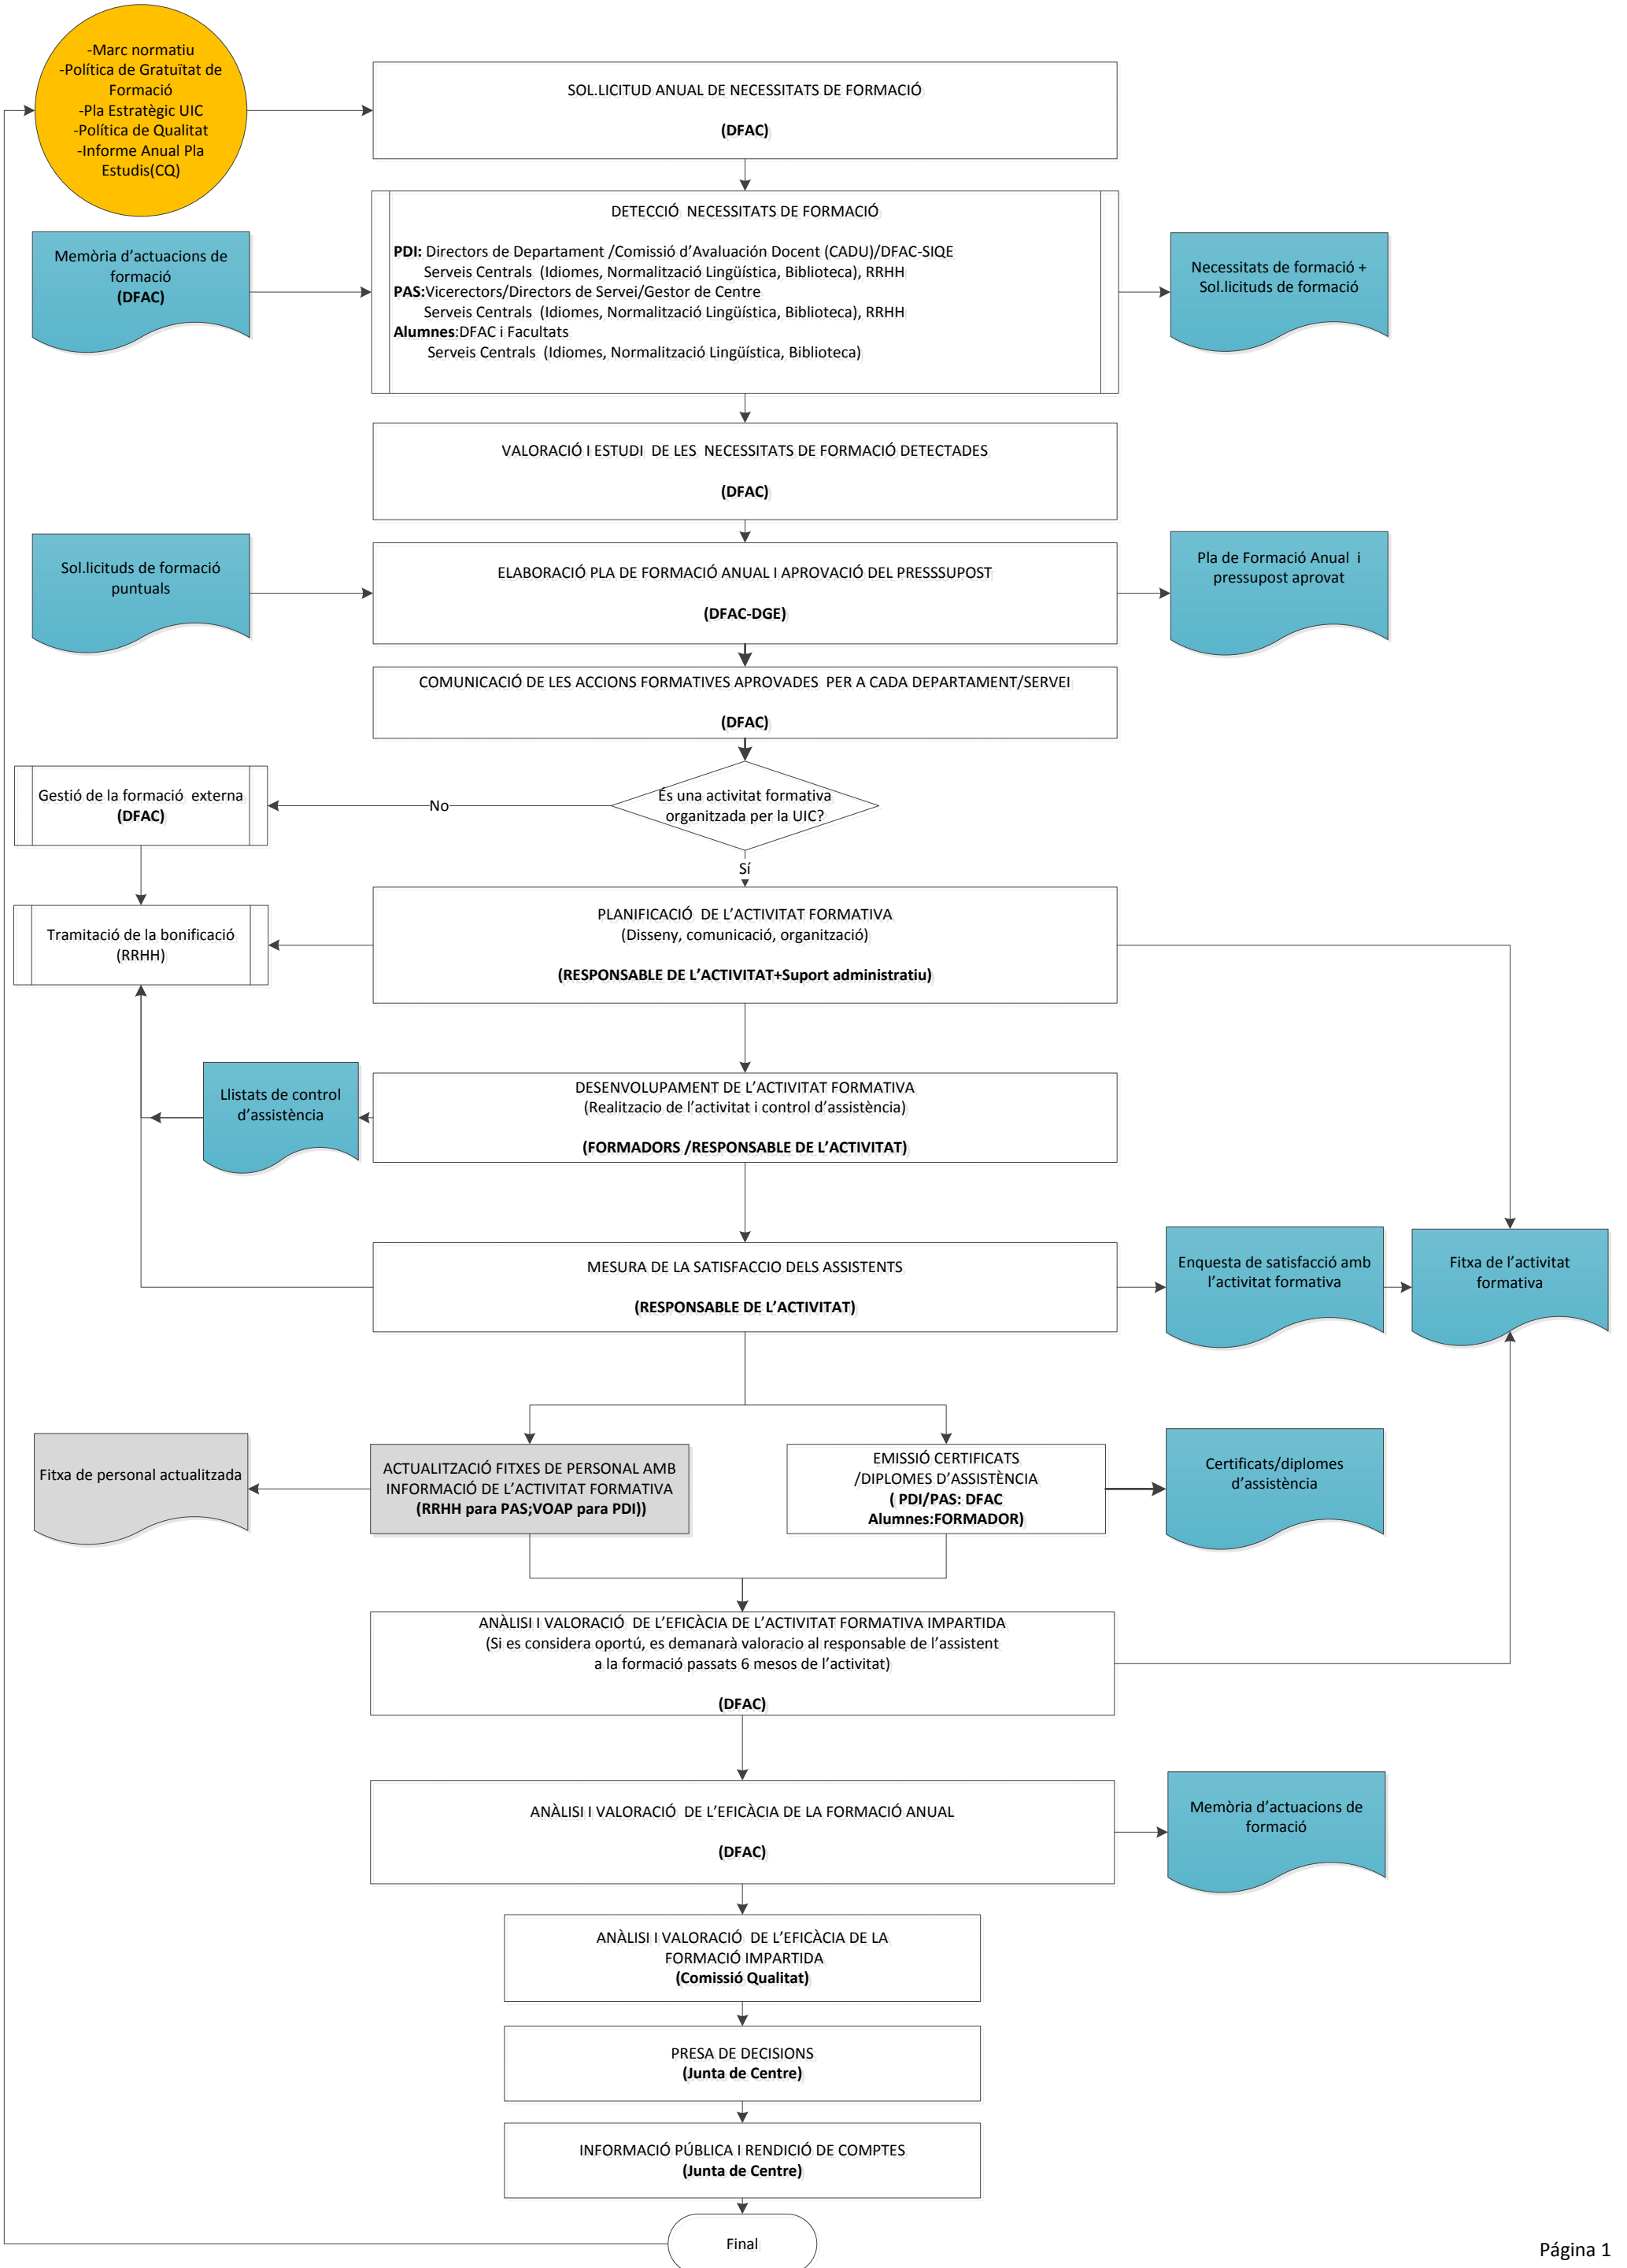 -Marc normatiu
-Política de Gratuïtat de
Formació
-Pla Estratègic UIC
-Política de Qualitat
-Informe Anual Pla
Estudis(CQ)
SOL.LICITUD ANUAL DE NECESSITATS DE FORMACIÓ
(DFAC)
DETECCIÓ NECESSITATS DE FORMACIÓ
PDI: Directors de Departament /Comissió d’Avaluación Docent (CADU)/DFAC-SIQE
Serveis Centrals (Idiomes, Normalització Lingüística, Biblioteca), RRHH
PAS:Vicerectors/Directors de Servei/Gestor de Centre
Serveis Centrals (Idiomes, Normalització Lingüística, Biblioteca), RRHH
Alumnes:DFAC i Facultats
Serveis Centrals (Idiomes, Normalització Lingüística, Biblioteca)
Memòria d’actuacions de
formació
(DFAC)
Necessitats de formació +
Sol.licituds de formació
VALORACIÓ I ESTUDI DE LES NECESSITATS DE FORMACIÓ DETECTADES
(DFAC)
Sol.licituds de formació
puntuals
ELABORACIÓ PLA DE FORMACIÓ ANUAL I APROVACIÓ DEL PRESSSUPOST
(DFAC-DGE)
Pla de Formació Anual i
pressupost aprovat
COMUNICACIÓ DE LES ACCIONS FORMATIVES APROVADES PER A CADA DEPARTAMENT/SERVEI
(DFAC)
És una activitat formativa
organitzada per la UIC?
No
Gestió de la formació externa
(DFAC)
Sí
PLANIFICACIÓ DE L’ACTIVITAT FORMATIVA
(Disseny, comunicació, organització)
(RESPONSABLE DE L’ACTIVITAT+Suport administratiu)
Tramitació de la bonificació
(RRHH)
Llistats de control
d’assistència
DESENVOLUPAMENT DE L’ACTIVITAT FORMATIVA
(Realitzacio de l’activitat i control d’assistència)
(FORMADORS /RESPONSABLE DE L’ACTIVITAT)
MESURA DE LA SATISFACCIO DELS ASSISTENTS
(RESPONSABLE DE L’ACTIVITAT)
Enquesta de satisfacció amb
l’activitat formativa
Fitxa de l’activitat
formativa
Fitxa de personal actualitzada
ACTUALITZACIÓ FITXES DE PERSONAL AMB
INFORMACIÓ DE L’ACTIVITAT FORMATIVA
(RRHH para PAS;VOAP para PDI))
EMISSIÓ CERTIFICATS
/DIPLOMES D’ASSISTÈNCIA
( PDI/PAS: DFAC
Alumnes:FORMADOR)
Certificats/diplomes
d’assistència
ANÀLISI I VALORACIÓ DE L’EFICÀCIA DE L’ACTIVITAT FORMATIVA IMPARTIDA
(Si es considera oportú, es demanarà valoracio al responsable de l’assistent
a la formació passats 6 mesos de l’activitat)
(DFAC)
ANÀLISI I VALORACIÓ DE L’EFICÀCIA DE LA FORMACIÓ ANUAL
(DFAC)
Memòria d’actuacions de
formació
ANÀLISI I VALORACIÓ DE L’EFICÀCIA DE LA
FORMACIÓ IMPARTIDA
(Comissió Qualitat)
PRESA DE DECISIONS
(Junta de Centre)
INFORMACIÓ PÚBLICA I RENDICIÓ DE COMPTES
(Junta de Centre)
Final
Página 1